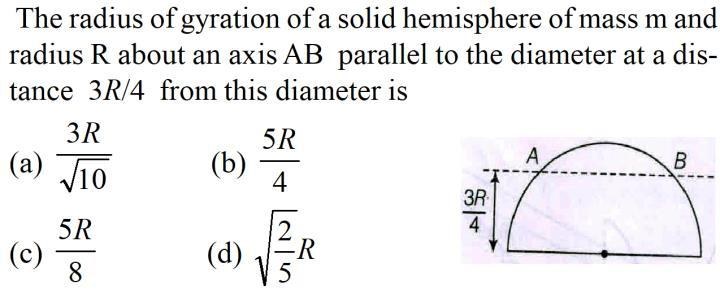 The radius of gyration of a solid hemisphere of mass m and
radius R about an axis AB parallel to the diameter at a dis-
tance 3R/4 from this diameter is
(a) 3R/√10 (b) 5R/4
(c) 5R/8 (d) √(2/5) R
A B
3R/4